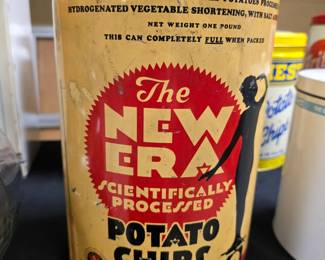 HYDROGENATED VEGETABLE SHORTENING, WITH SALT
NET WEIGHT ONE POUND
THIS CAN COMPLETELY FULL WHEN PACKED
The
NEW
ERA
SCIENTIFICALLY
PROCESSED
POTATO
CHIPS